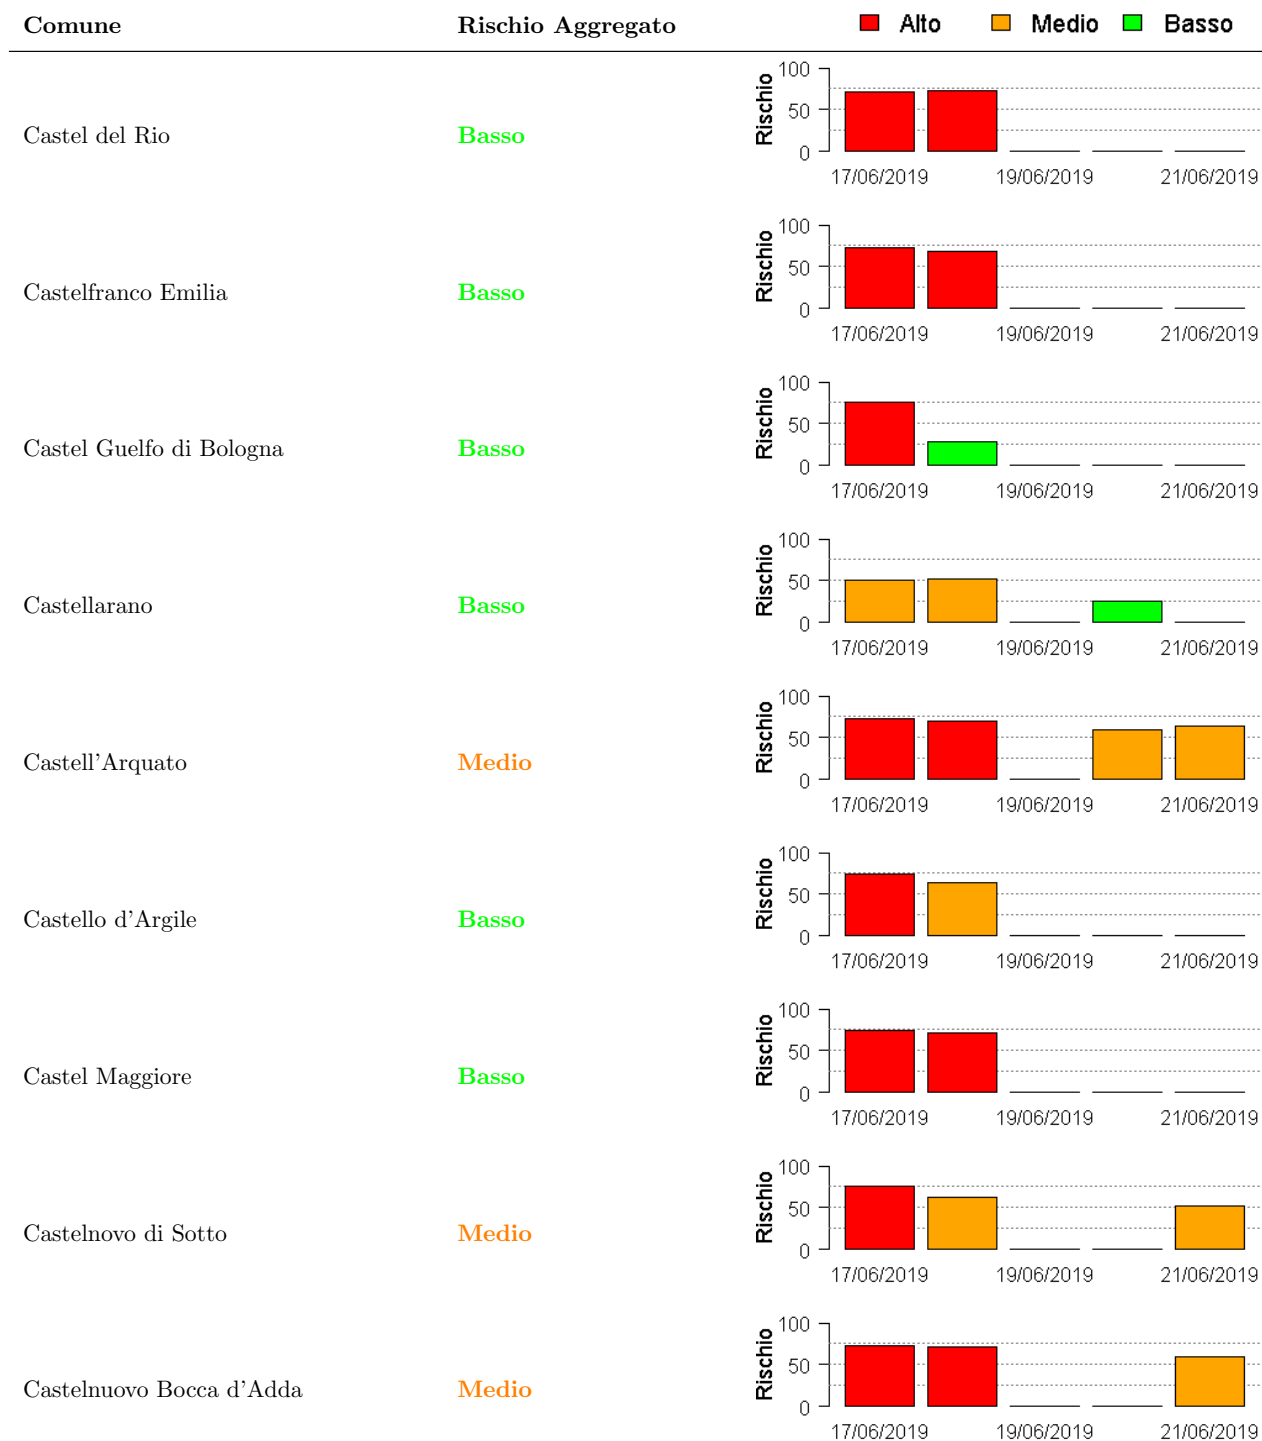 Comune Rischio Aggregato Alto Medio Basso
Castel del Rio Basso Rischio 100 50 0
17/06/2019 19/06/2019 21/06/2019
Castelfranco Emilia Basso Rischio 100 50 0
17/06/2019 19/06/2019 21/06/2019
Castel Guelfo di Bologna Basso Rischio 100 50 0
17/06/2019 19/06/2019 21/06/2019
Castellarano Basso Rischio 100 50 0
17/06/2019 19/06/2019 21/06/2019
Castell'Arquato Medio Rischio 100 50 0
17/06/2019 19/06/2019 21/06/2019
Castello d'Argile Basso Rischio 100 50 0
17/06/2019 19/06/2019 21/06/2019
Castel Maggiore Basso Rischio 100 50 0
17/06/2019 19/06/2019 21/06/2019
Castelnovo di Sotto Medio Rischio 100 50 0
17/06/2019 19/06/2019 21/06/2019
Castelnuovo Bocca d'Adda Medio Rischio 100 50 0
17/06/2019 19/06/2019 21/06/2019